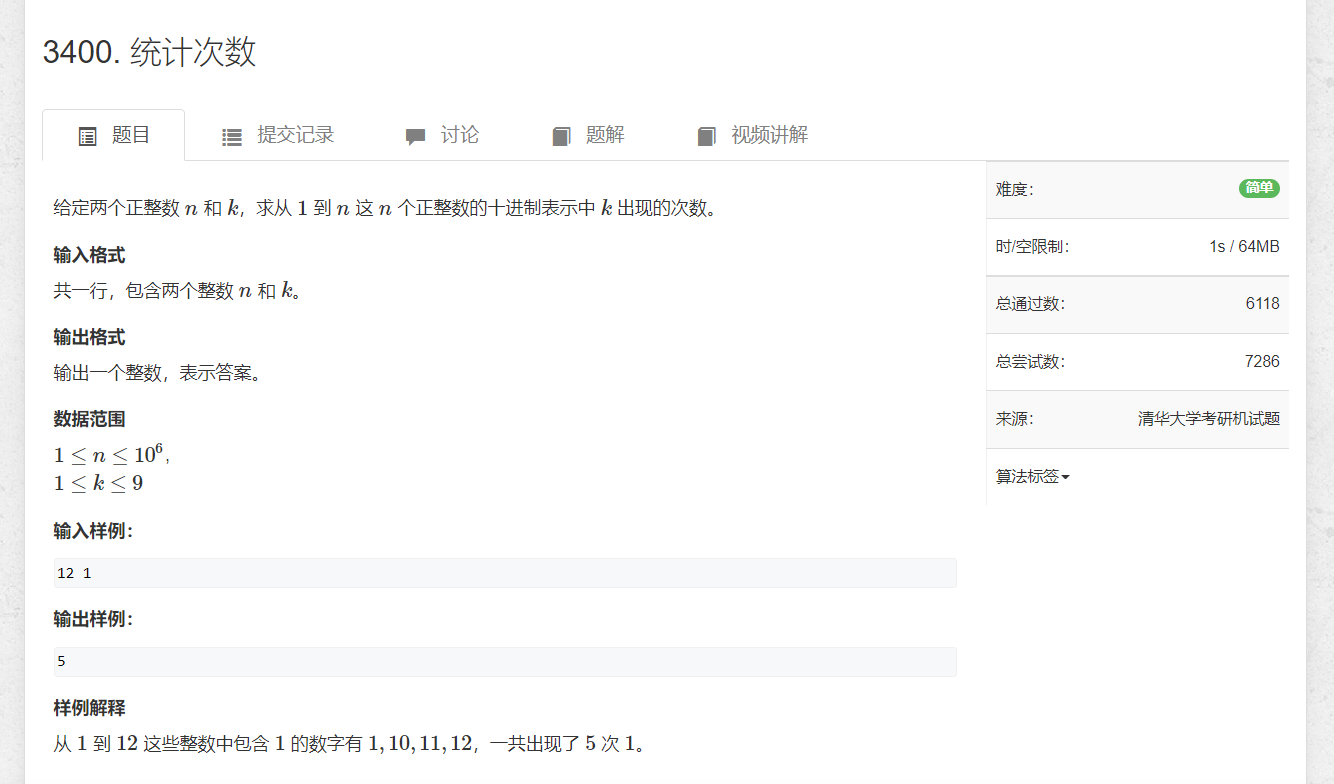 3400. 统计次数
题目 提交记录 讨论 题解 视频讲解
给定两个正整数 n 和 k，求从 1 到 n 这 n 个正整数的十进制表示中 k 出现的次数。
输入格式
共一行，包含两个整数 n 和 k。
输出格式
输出一个整数，表示答案。
数据范围
1 ≤ n ≤ 10⁶,
1 ≤ k ≤ 9
输入样例：
12 1
输出样例：
5
样例解释
从 1 到 12 这些整数中包含 1 的数字有 1, 10, 11, 12，一共出现了 5 次 1。
难度： 简单
时/空限制： 1s / 64MB
总通过数： 6118
总尝试数： 7286
来源： 清华大学考研机试题
算法标签